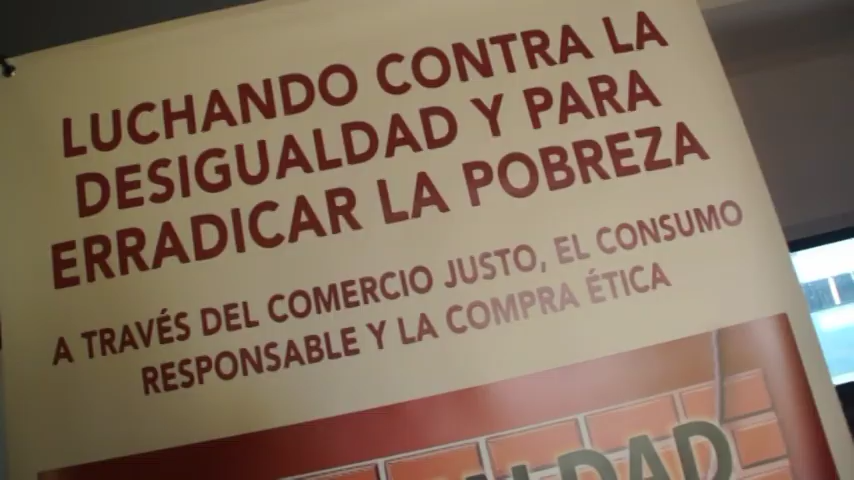 LUCHANDO CONTRA LA
DESIGUALDAD Y PARA
ERRADICAR LA POBREZA
A TRAVÉS DEL COMERCIO JUSTO, EL CONSUMO
RESPONSABLE Y LA COMPRA ÉTICA